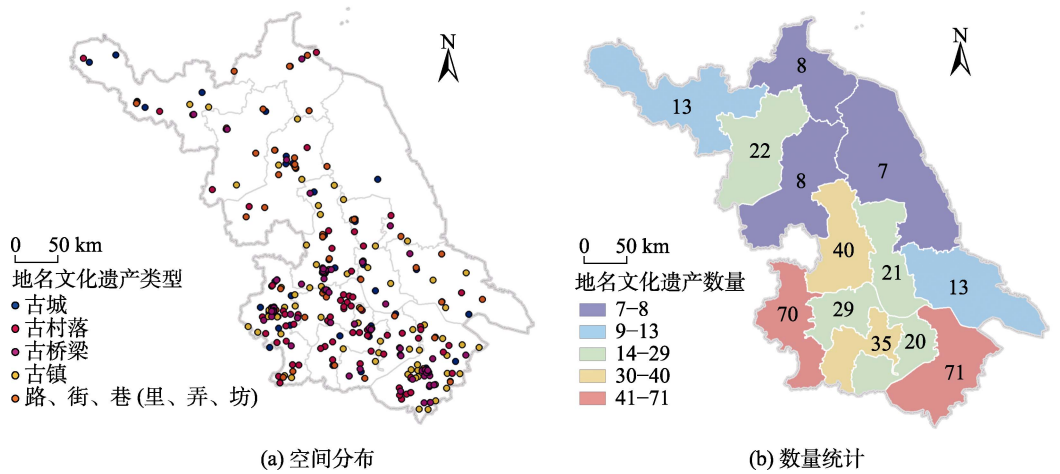 N
0 50 km
地名文化遗产类型
古城
古村落
古桥梁
古镇
路、街、巷 (里、弄、坊)
(a) 空间分布
N
8
13
22
8
7
40
21
13
70
29
35
20
71
0 50 km
地名文化遗产数量
7−8
9−13
14−29
30−40
41−71
(b) 数量统计